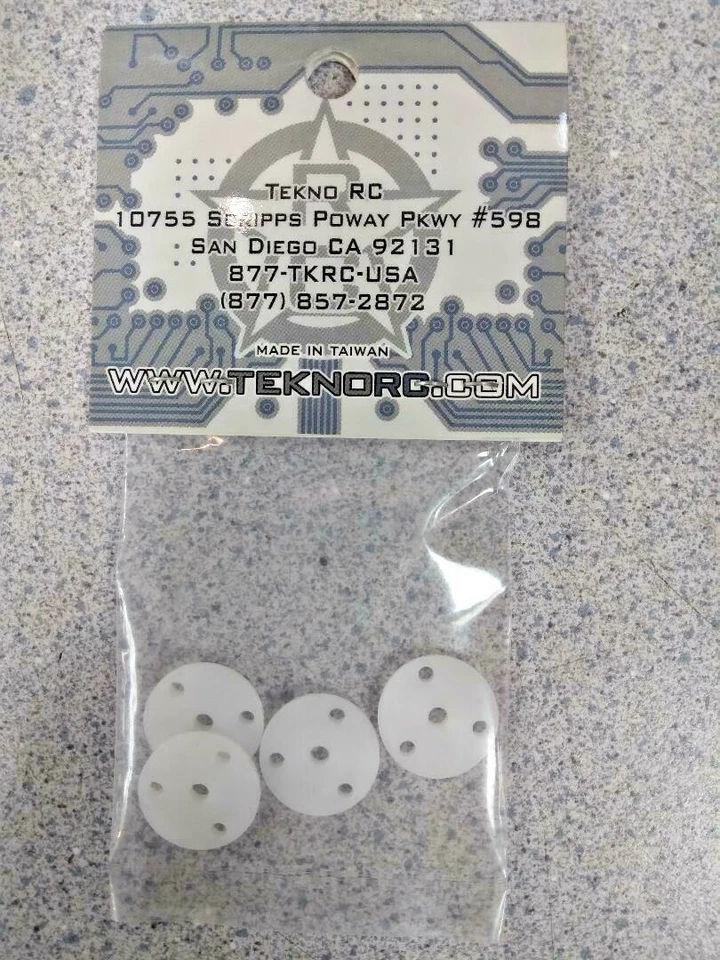 TEKNO RC
10755 SCRIPPS POWAY PKWY #598
SAN DIEGO CA 92131
877-TKRC-USA
(877) 857-2872
MADE IN TAIWAN
WWW.TEKNORC.COM